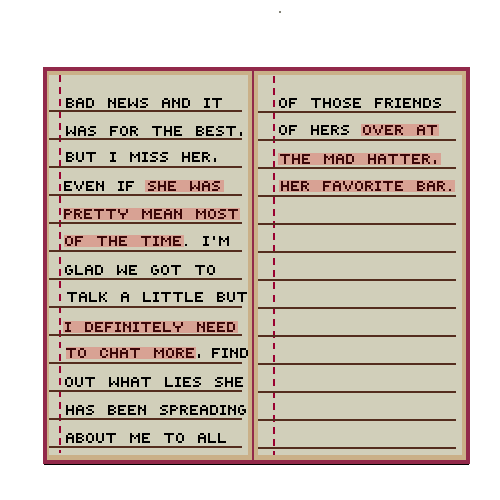 BAD NEWS AND IT
WAS FOR THE BEST.
BUT I MISS HER.
EVEN IF SHE WAS
PRETTY MEAN MOST
OF THE TIME. I'M
GLAD WE GOT TO
TALK A LITTLE BUT
I DEFINITELY NEED
TO CHAT MORE. FIND
OUT WHAT LIES SHE
HAS BEEN SPREADING
ABOUT ME TO ALL
OF THOSE FRIENDS
OF HERS OVER AT
THE MAD HATTER.
HER FAVORITE BAR.